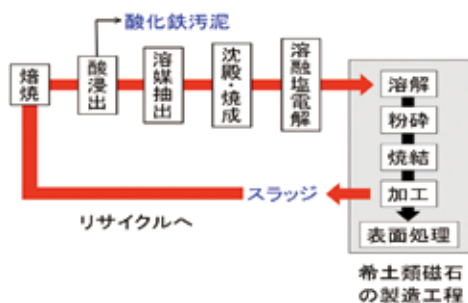 酸化鉄汚泥
焙焼
酸浸出
溶媒抽出
沈殿・焼成
溶融塩電解
溶解
粉砕
焼結
加工
表面処理
スラッジ
リサイクルへ
希土類磁石
の製造工程